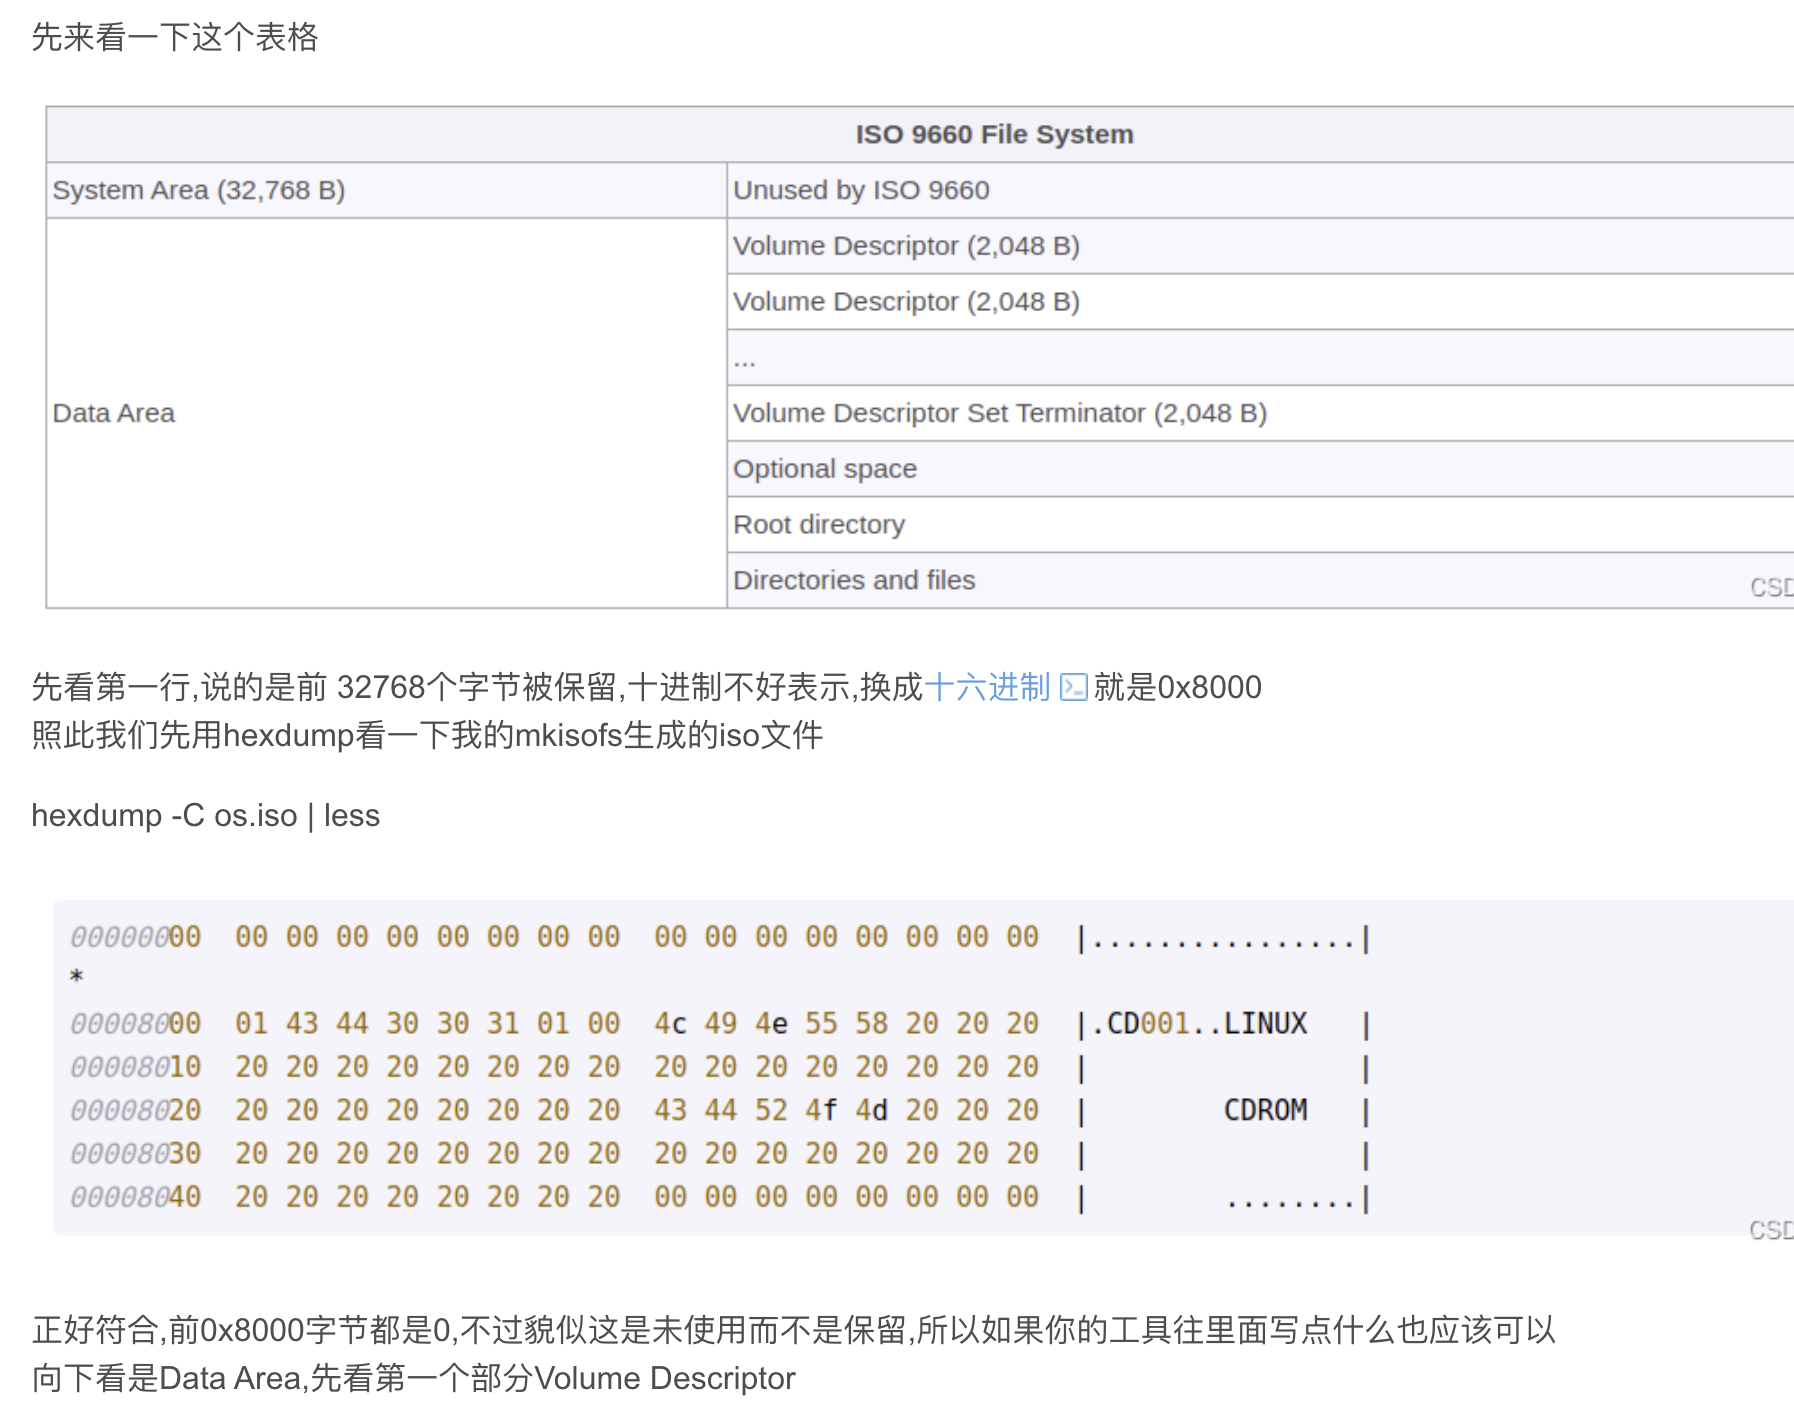 先来看一下这个表格
ISO 9660 File System
System Area (32,768 B) Unused by ISO 9660
Volume Descriptor (2,048 B)
Volume Descriptor (2,048 B)
...
Data Area Volume Descriptor Set Terminator (2,048 B)
Optional space
Root directory
Directories and files
CSD
先看第一行,说的是前 32768个字节被保留,十进制不好表示,换成十六进制 就是0x8000
照此我们先用hexdump看一下我的mkisofs生成的iso文件
hexdump -C os.iso | less
00000000  00 00 00 00 00 00 00 00  00 00 00 00 00 00 00 00  |................|
*
00008000  01 43 44 30 30 31 01 00  4c 49 4e 55 58 20 20 20  |.CD001..LINUX   |
00008010  20 20 20 20 20 20 20 20  20 20 20 20 20 20 20 20  |                |
00008020  20 20 20 20 20 20 20 20  43 44 52 4f 4d 20 20 20  |        CDROM   |
00008030  20 20 20 20 20 20 20 20  20 20 20 20 20 20 20 20  |                |
00008040  20 20 20 20 20 20 20 20  00 00 00 00 00 00 00 00  |        ........|
CSD
正好符合,前0x8000字节都是0,不过貌似这是未使用而不是保留,所以如果你的工具往里面写点什么也应该可以
向下看是Data Area,先看第一个部分Volume Descriptor